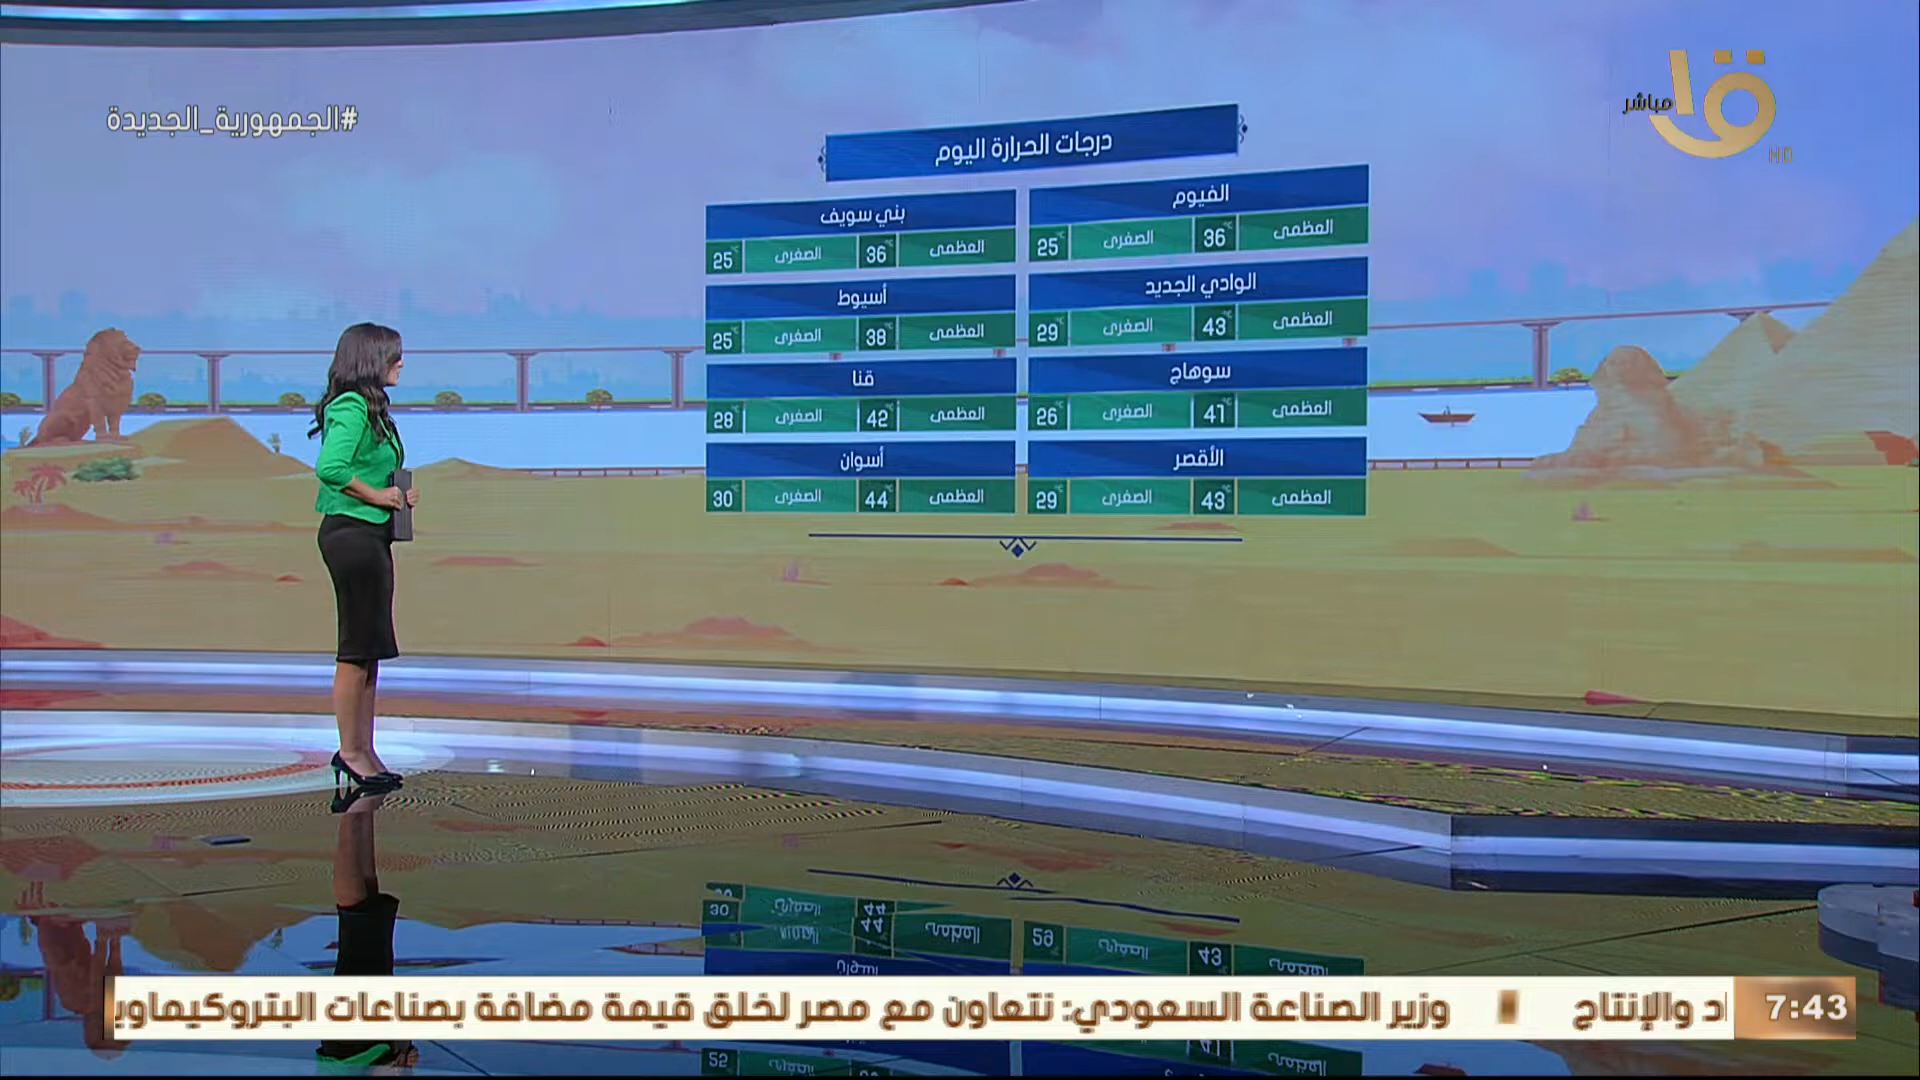 #الجمهورية_الجديدة
مباشر
HD
درجات الحرارة اليوم
الفيوم
العظمى 36 الصغرى 25
بني سويف
العظمى 36 الصغرى 25
الوادي الجديد
العظمى 43 الصغرى 29
أسيوط
العظمى 38 الصغرى 25
سوهاج
العظمى 41 الصغرى 26
قنا
العظمى 42 الصغرى 28
الأقصر
العظمى 43 الصغرى 29
أسوان
العظمى 44 الصغرى 30
7:43
والإنتاج وزير الصناعة السعودي: نتعاون مع مصر لخلق قيمة مضافة بصناعات